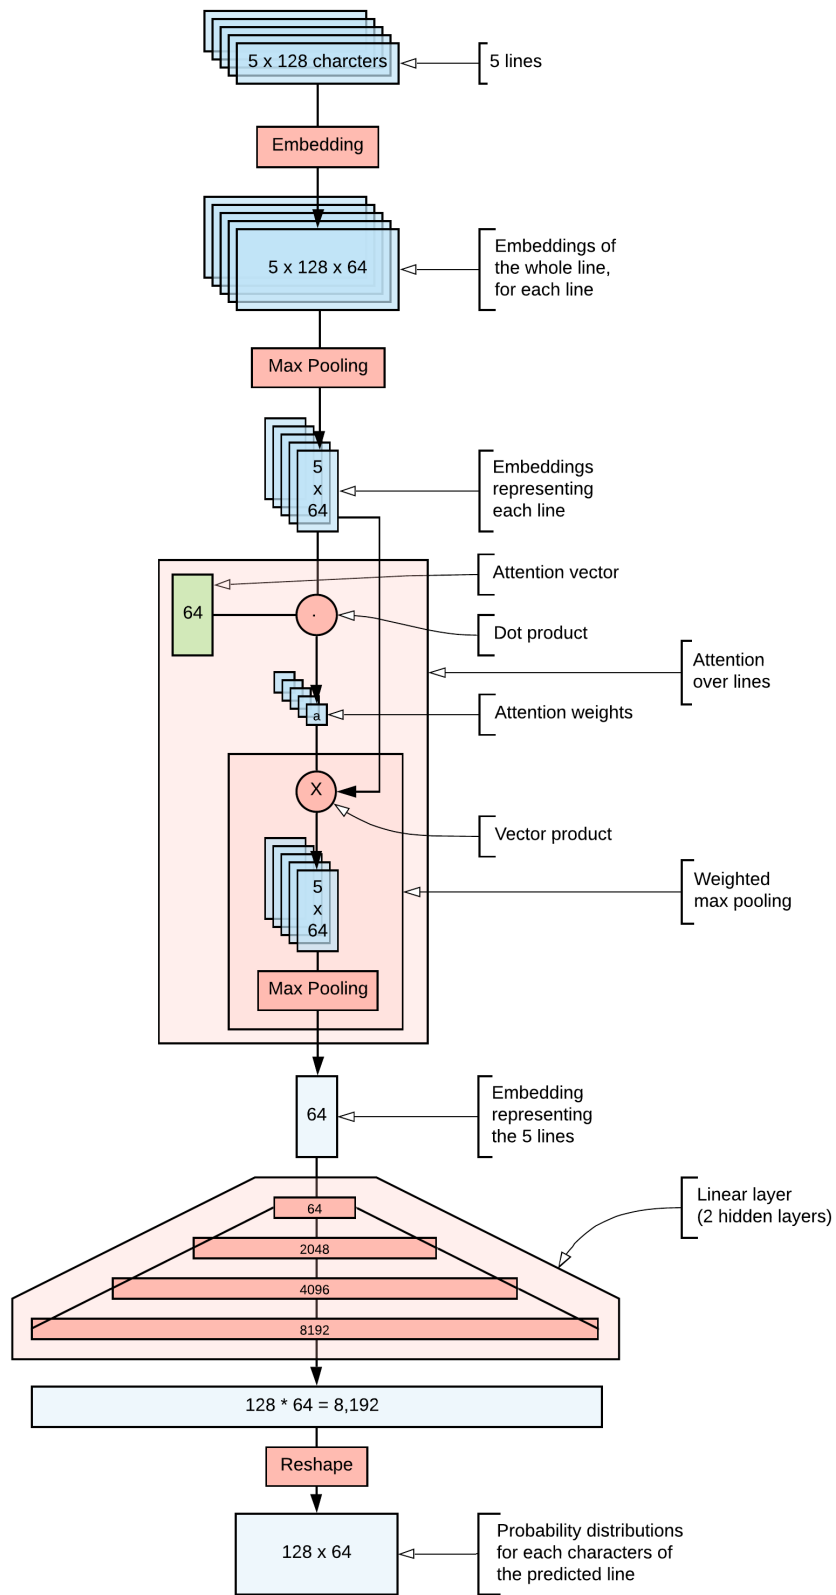 5 x 128 charcters
5 lines
Embedding
5 x 128 x 64
Embeddings of
the whole line,
for each line
Max Pooling
5
x
64
Embeddings
representing
each line
Attention vector
64
.
Dot product
Attention
over lines
a
Attention weights
X
Vector product
5
x
64
Weighted
max pooling
Max Pooling
64
Embedding
representing
the 5 lines
Linear layer
(2 hidden layers)
64
2048
4096
8192
128 * 64 = 8,192
Reshape
128 x 64
Probability distributions
for each characters of
the predicted line